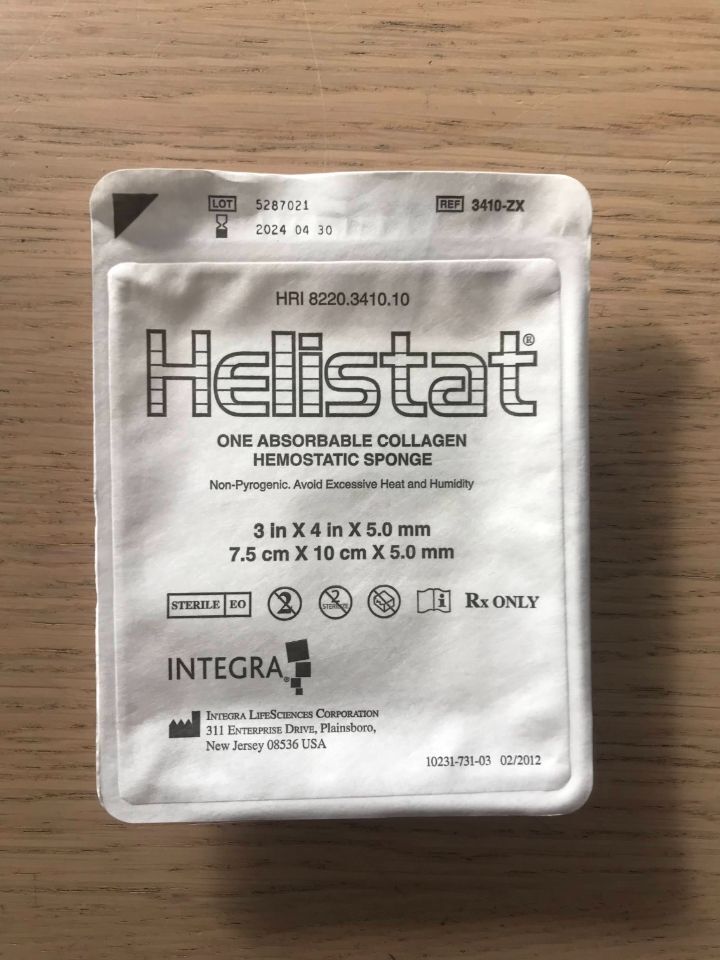 LOT 5287021
REF 3410-ZX
2024 04 30
HRI 8220.3410.10
Helistat®
ONE ABSORBABLE COLLAGEN
HEMOSTATIC SPONGE
Non-Pyrogenic. Avoid Excessive Heat and Humidity
3 in X 4 in X 5.0 mm
7.5 cm X 10 cm X 5.0 mm
STERILE EO 2 2 STERILIZE i Rx ONLY
INTEGRA®
INTEGRA LIFESCIENCES CORPORATION
311 ENTERPRISE DRIVE, Plainsboro,
New Jersey 08536 USA
10231-731-03 02/2012